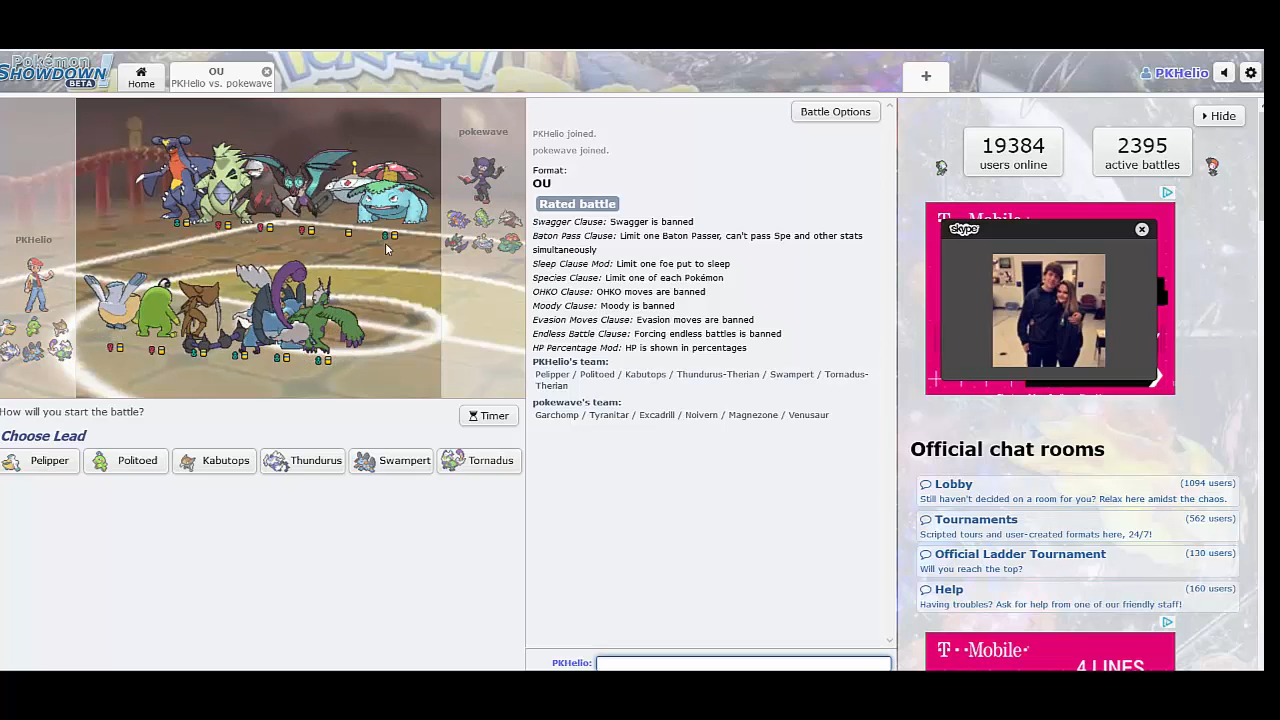 Pokémon
SHOWDOWN!
BETA
Home
OU
PKHelio vs. pokewave
+
PKHelio
PKHelio
pokewave
How will you start the battle?
Timer
Choose Lead
Pelipper
Politoed
Kabutops
Thundurus
Swampert
Tornadus
Battle Options
PKHelio joined.
pokewave joined.
Format:
OU
Rated battle
Swagger Clause: Swagger is banned
Baton Pass Clause: Limit one Baton Passer, can't pass Spe and other stats
simultaneously
Sleep Clause Mod: Limit one foe put to sleep
Species Clause: Limit one of each Pokémon
OHKO Clause: OHKO moves are banned
Moody Clause: Moody is banned
Evasion Moves Clause: Evasion moves are banned
Endless Battle Clause: Forcing endless battles is banned
HP Percentage Mod: HP is shown in percentages
PKHelio's team:
Pelipper / Politoed / Kabutops / Thundurus-Therian / Swampert / Tornadus-
Therian
pokewave's team:
Garchomp / Tyranitar / Excadrill / Noivern / Magnezone / Venusaur
PKHelio:
Hide
19384
users online
2395
active battles
skype
Official chat rooms
Lobby (1094 users)
Still haven't decided on a room for you? Relax here amidst the chaos.
Tournaments (562 users)
Scripted tours and user-created formats here, 24/7!
Official Ladder Tournament (130 users)
Will you reach the top?
Help (160 users)
Having troubles? Ask for help from one of our friendly staff!
T··Mobile·
4 LINES